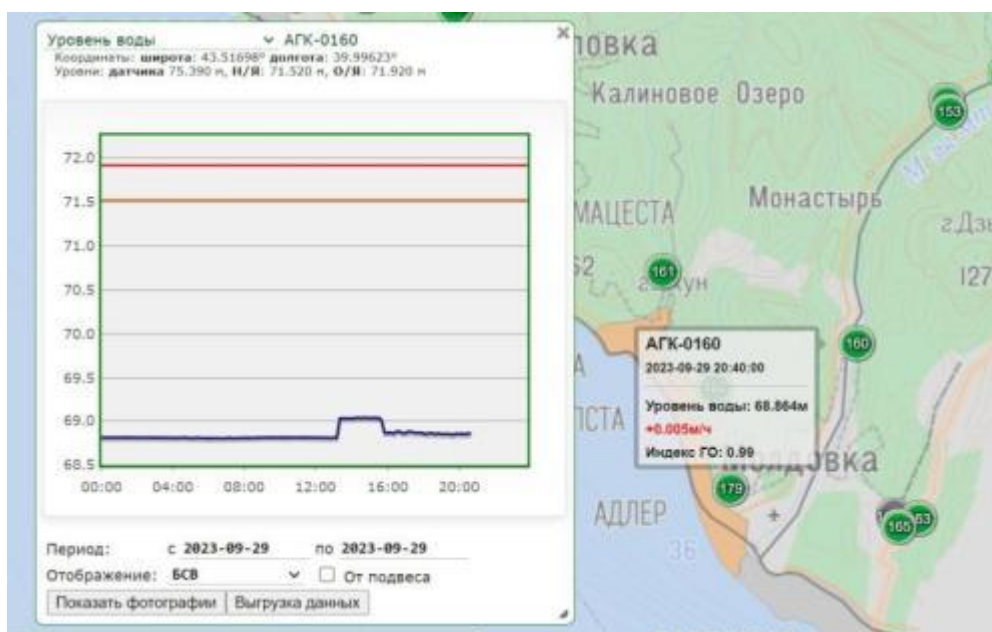 Уровень воды АГК-0160
Координаты: широта: 43.51698° долгота: 39.99623°
Уровни: датчика 75.390 м, Н/Я: 71.520 м, О/Я: 71.920 м
72.0
71.5
71.0
70.5
70.0
69.5
69.0
68.5
00:00 04:00 08:00 12:00 16:00 20:00
Период: с 2023-09-29 по 2023-09-29
Отображение: БСВ От подвеса
Показать фотографии Выгрузка данных
Калиновое Озеро
153
Монастырь
МАЦЕСТА
161
127
160
АГК-0160
2023-09-29 20:40:00
Уровень воды: 68.864м
+0.005м/ч
Индекс ГО: 0.99
179
АДЛЕР
165
36